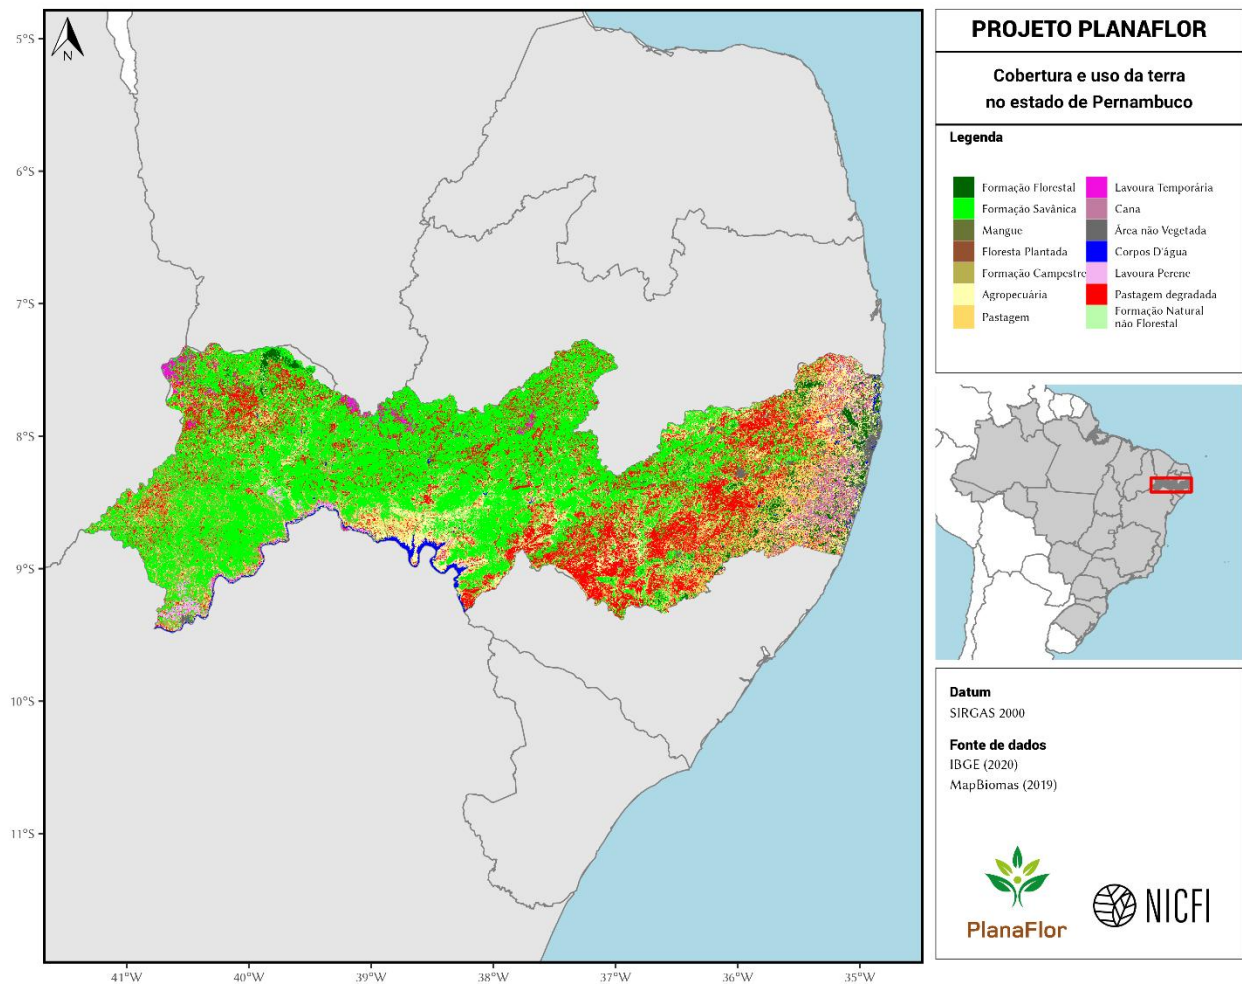 PROJETO PLANAFLOR
Cobertura e uso da terra
no estado de Pernambuco
Legenda
Formação Florestal
Formação Savânica
Mangue
Floresta Plantada
Formação Campestre
Agropecuária
Pastagem
Lavoura Temporária
Cana
Área não Vegetada
Corpos D'água
Lavoura Perene
Pastagem degradada
Formação Natural
não Florestal
N
5°S
6°S
7°S
8°S
9°S
10°S
11°S
41°W
40°W
39°W
38°W
37°W
36°W
35°W
Datum
SIRGAS 2000
Fonte de dados
IBGE (2020)
MapBiomas (2019)
PlanaFlor
NICFI